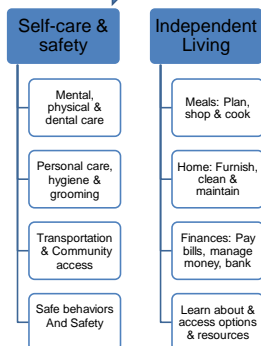 Self-care &
safety
Mental,
physical &
dental care
Personal care,
hygiene &
grooming
Transportation
& Community
access
Safe behaviors
And Safety
Independent
Living
Meals: Plan,
shop & cook
Home: Furnish,
clean &
maintain
Finances: Pay
bills, manage
money, bank
Learn about &
access options
& resources